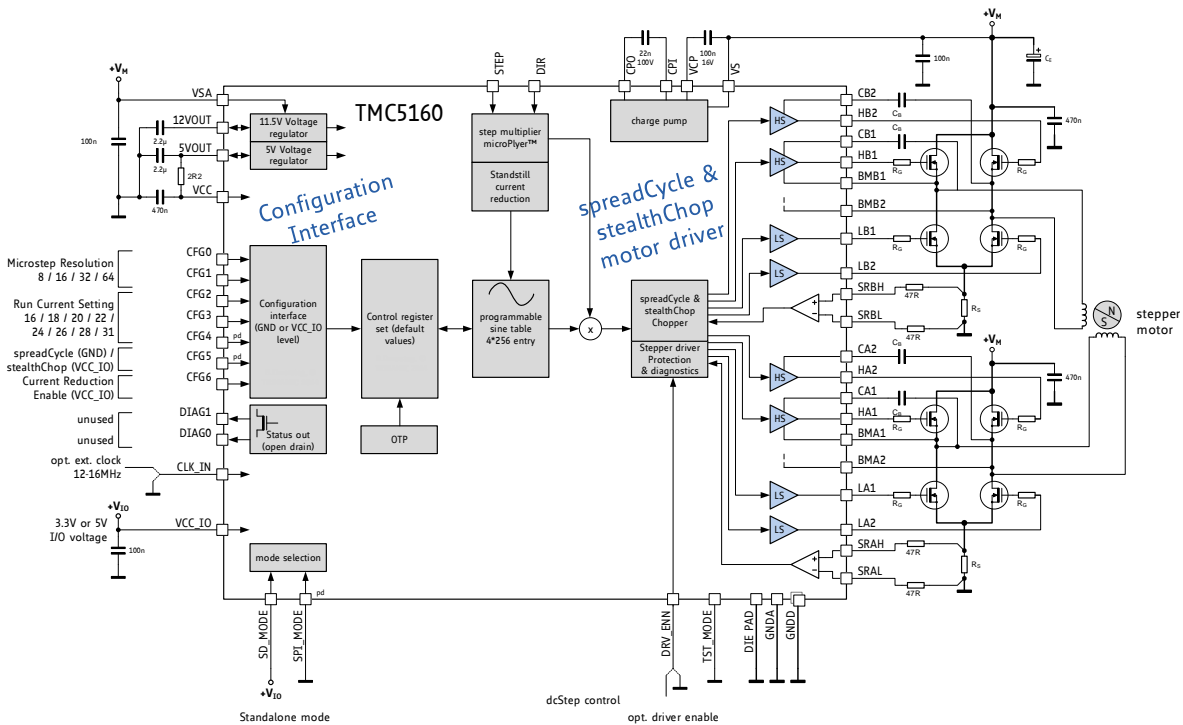 +VM
22n
100V
100n
16V
100n
CE
STEP
DIR
CPO
CPI
VCP
VS
+VM
VSA
12VOUT
5VOUT
VCC
100n
2.2µ
2.2µ
2R2
470n
11.5V Voltage
regulator
5V Voltage
regulator
TMC5160
step multiplier
microPlyer™
Standstill
current
reduction
charge pump
Configuration
Interface
spreadCycle &
stealthChop
motor driver
HS
HS
LS
LS
CB2
HB2
CB1
HB1
BMB1
BMB2
LB1
LB2
SRBH
SRBL
CB
CB
RG
RG
RG
RG
470n
47R
47R
RS
Microstep Resolution
8 / 16 / 32 / 64
Run Current Setting
16 / 18 / 20 / 22 /
24 / 26 / 28 / 31
spreadCycle (GND) /
stealthChop (VCC_IO)
Current Reduction
Enable (VCC_IO)
unused
unused
CFG0
CFG1
CFG2
CFG3
CFG4
CFG5
CFG6
pd
pd
DIAG1
DIAG0
Configuration
interface
(GND or VCC_IO
level)
Status out
(open drain)
Control register
set (default
values)
OTP
programmable
sine table
4*256 entry
x
spreadCycle &
stealthChop
Chopper
Stepper driver
Protection
& diagnostics
+
−
N
S
stepper
motor
+VM
HS
HS
LS
LS
CA2
HA2
CA1
HA1
BMA1
BMA2
LA1
LA2
SRAH
SRAL
CB
CB
RG
RG
RG
RG
470n
47R
47R
RS
+
−
opt. ext. clock
12-16MHz
CLK_IN
+VIO
3.3V or 5V
I/O voltage
VCC_IO
100n
mode selection
pd
SD_MODE
SPI_MODE
DRV_ENN
TST_MODE
DIE PAD
GNDA
GNDD
+VIO
Standalone mode
dcStep control
opt. driver enable